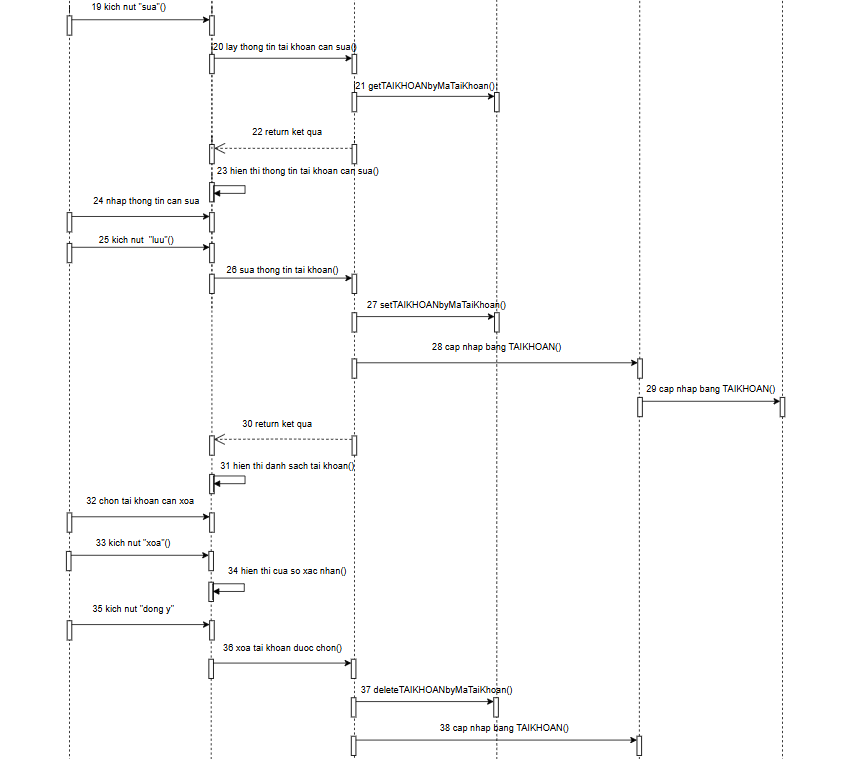 19 kich nut "sua"()
20 lay thong tin tai khoan can sua()
21 getTAIKHOANbyMaTaiKhoan()
22 return ket qua
23 hien thi thong tin tai khoan can sua()
24 nhap thong tin can sua
25 kich nut "luu"()
26 sua thong tin tai khoan()
27 setTAIKHOANbyMaTaiKhoan()
28 cap nhap bang TAIKHOAN()
29 cap nhap bang TAIKHOAN()
30 return ket qua
31 hien thi danh sach tai khoan()
32 chon tai khoan can xoa
33 kich nut "xoa"()
34 hien thi cua so xac nhan()
35 kich nut "dong y"
36 xoa tai khoan duoc chon()
37 deleteTAIKHOANbyMaTaiKhoan()
38 cap nhap bang TAIKHOAN()